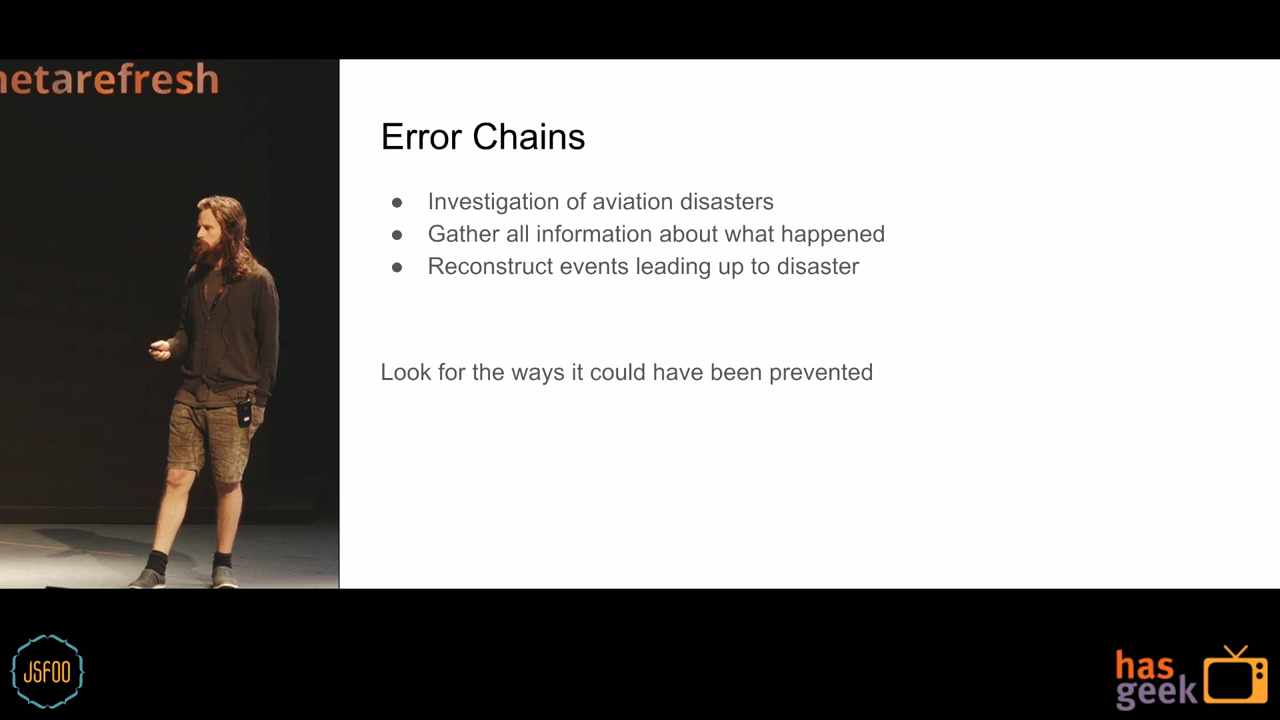 etarefresh
Error Chains
● Investigation of aviation disasters
● Gather all information about what happened
● Reconstruct events leading up to disaster
Look for the ways it could have been prevented
JSFOO
has
geek